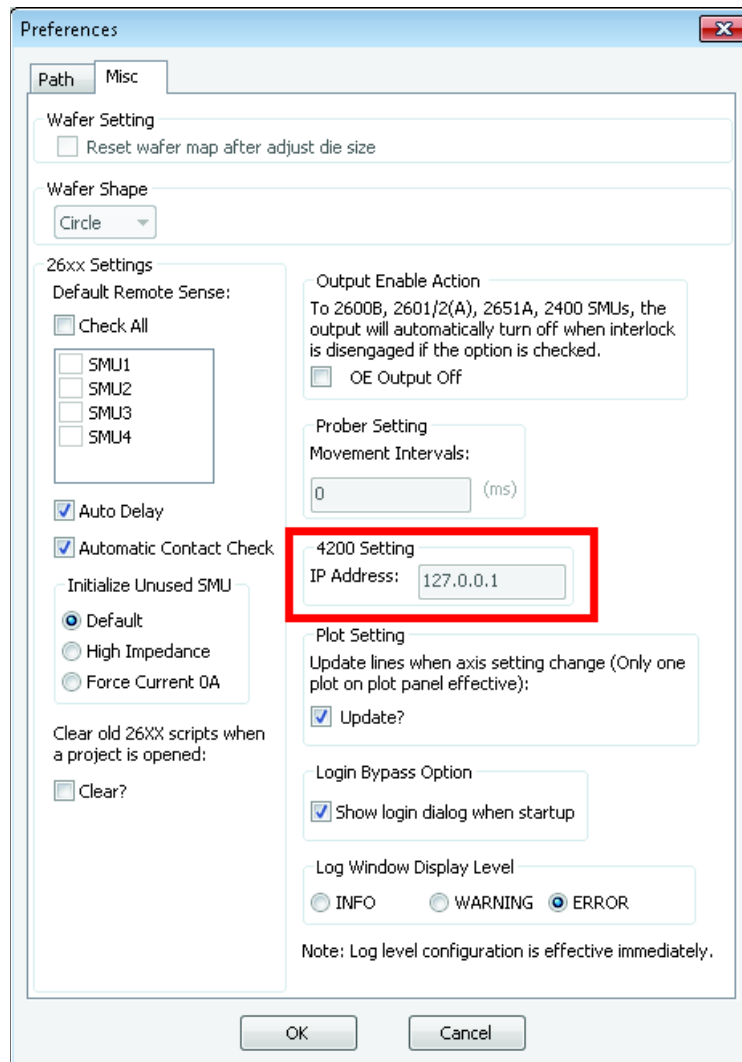 Preferences
Path
Misc
Wafer Setting
Reset wafer map after adjust die size
Wafer Shape
Circle
26xx Settings
Default Remote Sense:
Check All
SMU1
SMU2
SMU3
SMU4
Auto Delay
Automatic Contact Check
Initialize Unused SMU
Default
High Impedance
Force Current 0A
Clear old 26XX scripts when
a project is opened:
Clear?
Output Enable Action
To 2600B, 2601/2(A), 2651A, 2400 SMUs, the
output will automatically turn off when interlock
is disengaged if the option is checked.
OE Output Off
Prober Setting
Movement Intervals:
0 (ms)
4200 Setting
IP Address: 127.0.0.1
Plot Setting
Update lines when axis setting change (Only one
plot on plot panel effective):
Update?
Login Bypass Option
Show login dialog when startup
Log Window Display Level
INFO WARNING ERROR
Note: Log level configuration is effective immediately.
OK Cancel